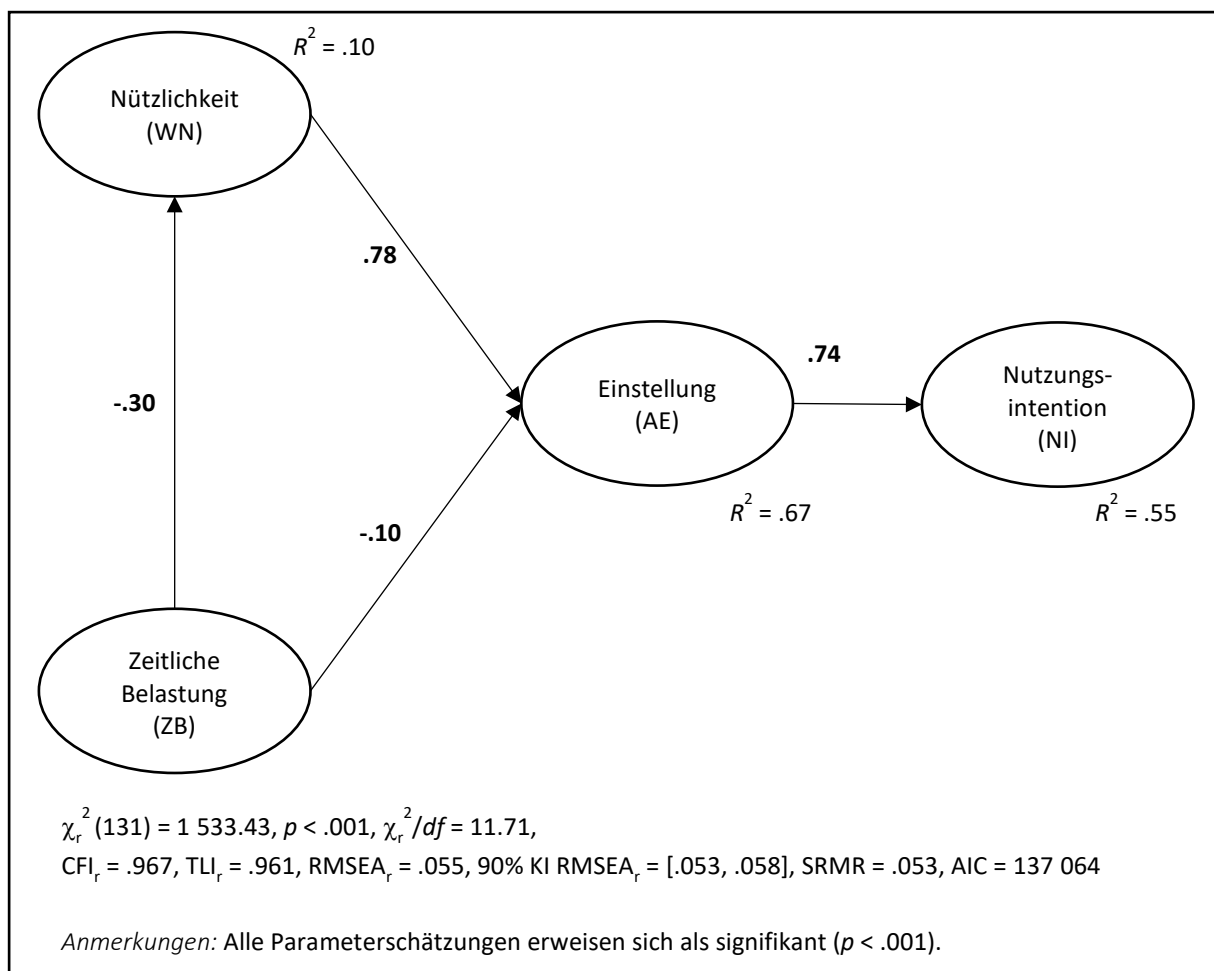 R² = .10
Nützlichkeit
(WN)
.78
-.30
.74
Einstellung
(AE)
Nutzungs-
intention
(NI)
R² = .67
R² = .55
-.10
Zeitliche
Belastung
(ZB)
χᵣ² (131) = 1 533.43, p < .001, χᵣ²/df = 11.71,
CFIᵣ = .967, TLIᵣ = .961, RMSEAᵣ = .055, 90% KI RMSEAᵣ = [.053, .058], SRMR = .053, AIC = 137 064
Anmerkungen: Alle Parameterschätzungen erweisen sich als signifikant (p < .001).